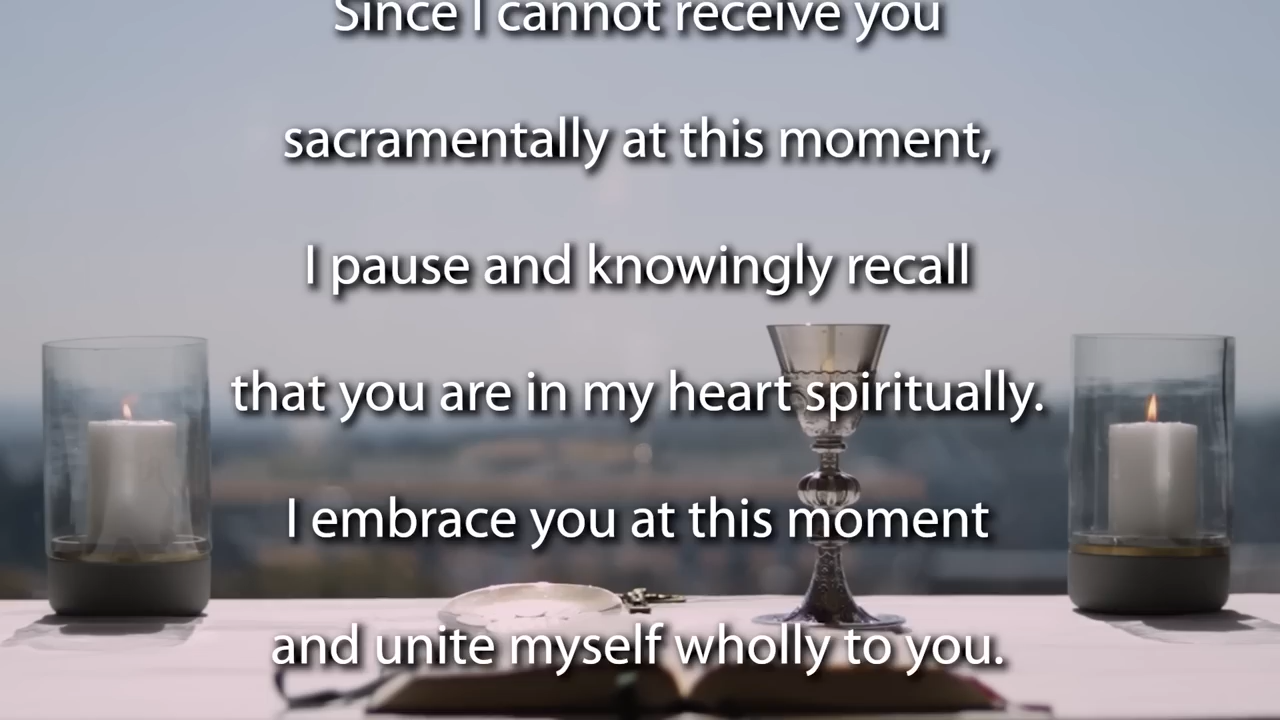 Since I cannot receive you
sacramentally at this moment,
I pause and knowingly recall
that you are in my heart spiritually.
I embrace you at this moment
and unite myself wholly to you.